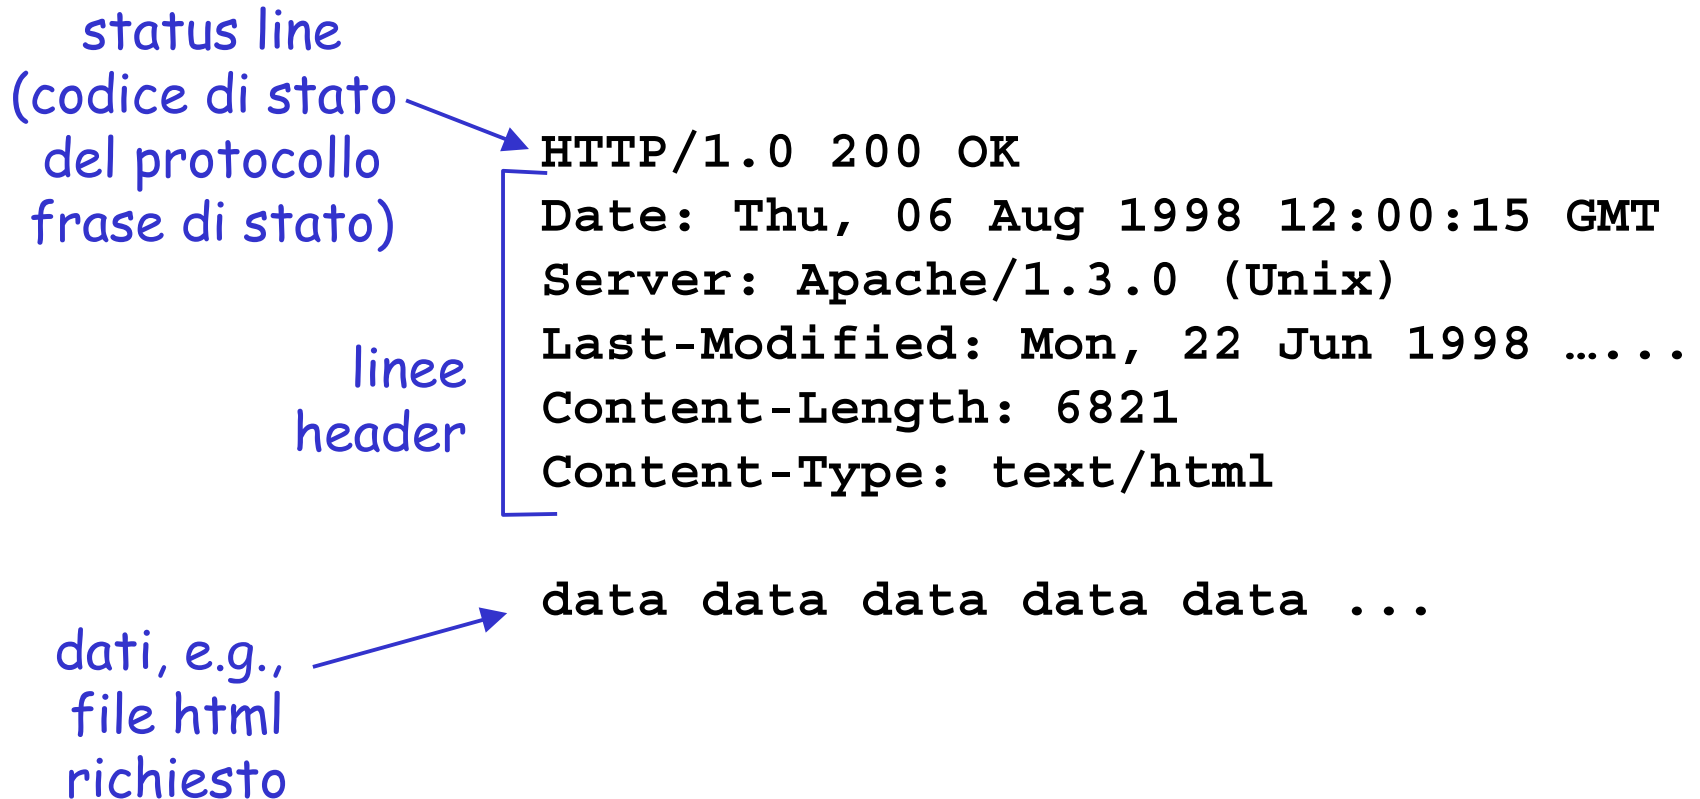 status line
(codice di stato
del protocollo
frase di stato)
HTTP/1.0 200 OK
Date: Thu, 06 Aug 1998 12:00:15 GMT
Server: Apache/1.3.0 (Unix)
Last-Modified: Mon, 22 Jun 1998 …...
Content-Length: 6821
Content-Type: text/html
linee
header
data data data data data ...
dati, e.g.,
file html
richiesto